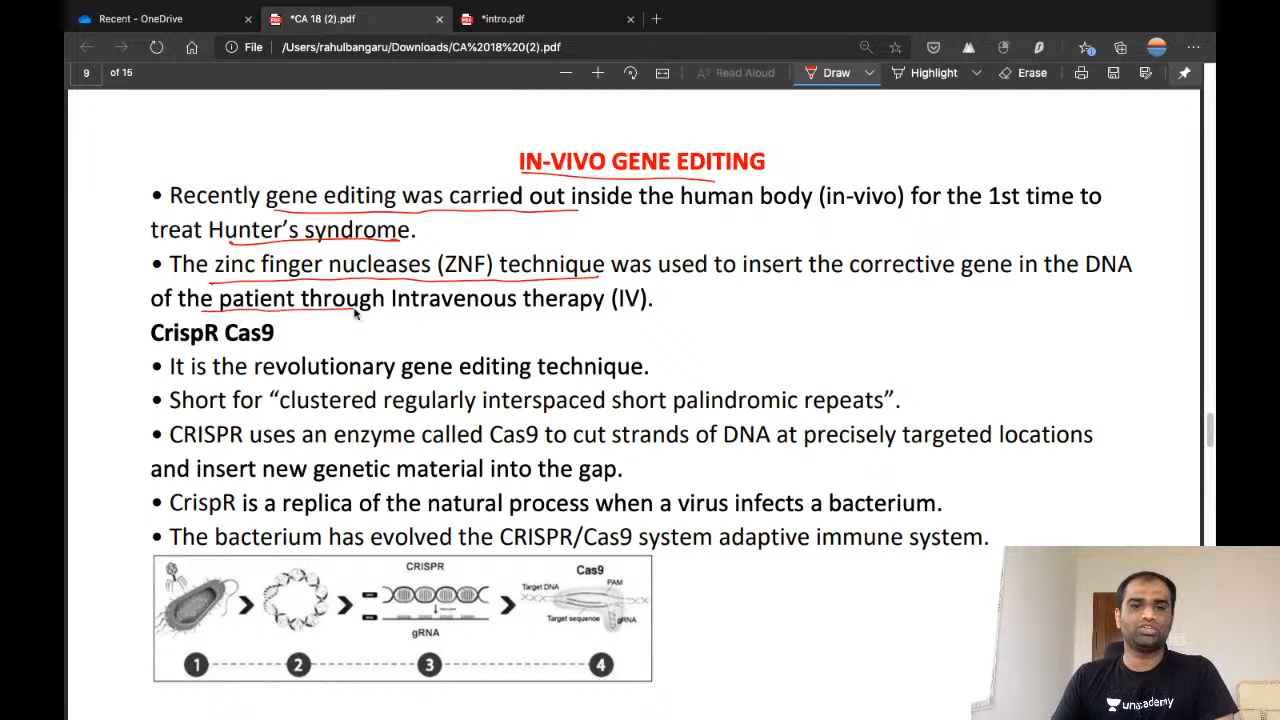 Recent - OneDrive
*CA 18 (2).pdf
*intro.pdf
File
/Users/rahulbangaru/Downloads/CA%2018%20(2).pdf
9 of 15
Read Aloud
Draw
Highlight
Erase
IN-VIVO GENE EDITING
• Recently gene editing was carried out inside the human body (in-vivo) for the 1st time to
treat Hunter’s syndrome.
• The zinc finger nucleases (ZNF) technique was used to insert the corrective gene in the DNA
of the patient through Intravenous therapy (IV).
CrispR Cas9
• It is the revolutionary gene editing technique.
• Short for “clustered regularly interspaced short palindromic repeats”.
• CRISPR uses an enzyme called Cas9 to cut strands of DNA at precisely targeted locations
and insert new genetic material into the gap.
• CrispR is a replica of the natural process when a virus infects a bacterium.
• The bacterium has evolved the CRISPR/Cas9 system adaptive immune system.
CRISPR
Cas9
Target DNA
PAM
Target sequence
gRNA
gRNA
1
2
3
4
unacademy